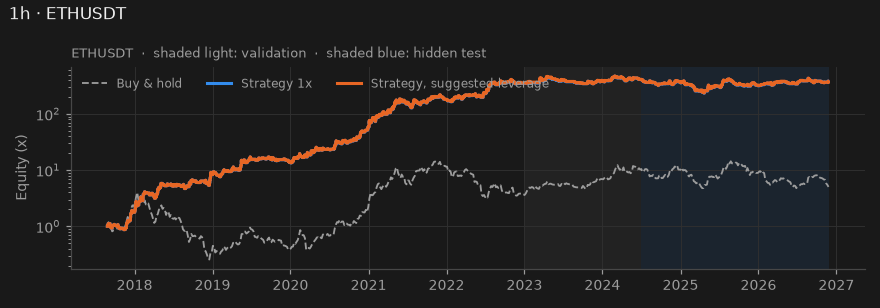 1h · ETHUSDT
ETHUSDT · shaded light: validation · shaded blue: hidden test
Buy & hold Strategy 1x Strategy, suggested leverage
Equity (x)
10²
10¹
10⁰
2018 2019 2020 2021 2022 2023 2024 2025 2026 2027